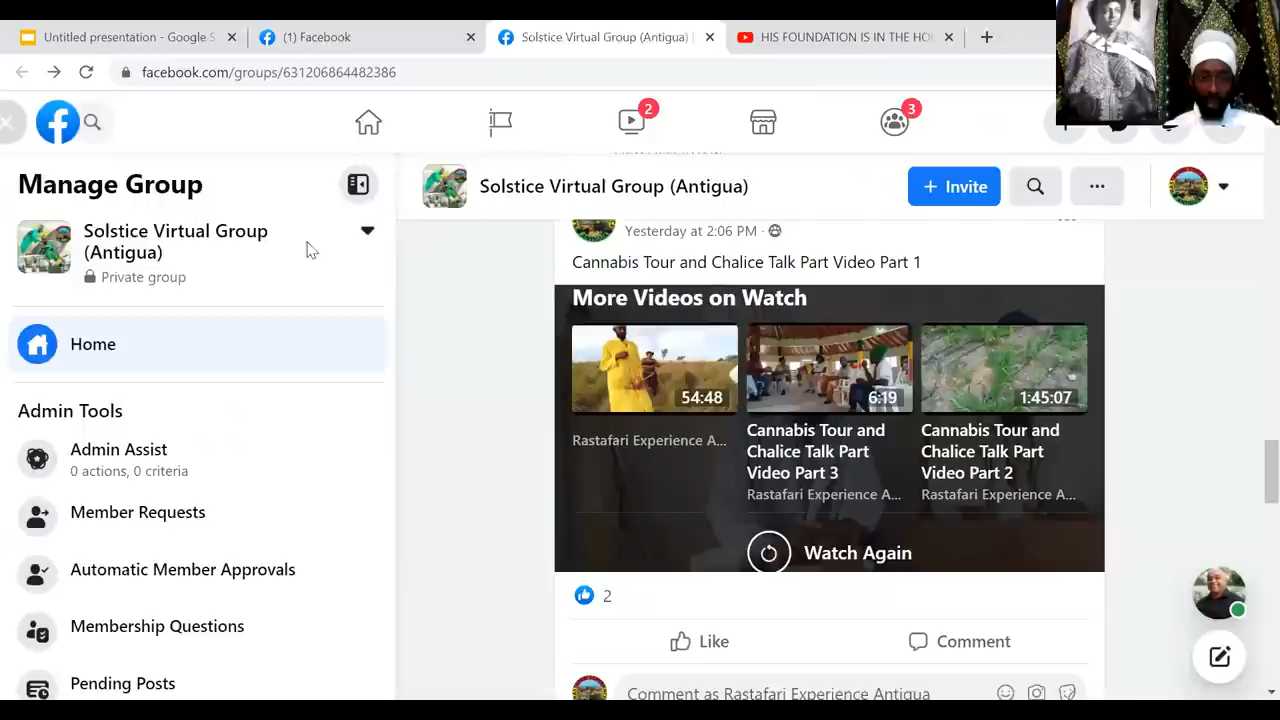 Untitled presentation - Google S
(1) Facebook
Solstice Virtual Group (Antigua) |
HIS FOUNDATION IS IN THE HO
facebook.com/groups/631206864482386
2
3
Manage Group
Solstice Virtual Group (Antigua)
+ Invite
Solstice Virtual Group
(Antigua)
Private group
Home
Admin Tools
Admin Assist
0 actions, 0 criteria
Member Requests
Automatic Member Approvals
Membership Questions
Pending Posts
Yesterday at 2:06 PM ·
Cannabis Tour and Chalice Talk Part Video Part 1
More Videos on Watch
54:48
6:19
1:45:07
Rastafari Experience A...
Cannabis Tour and
Chalice Talk Part
Video Part 3
Rastafari Experience A...
Cannabis Tour and
Chalice Talk Part
Video Part 2
Rastafari Experience A...
Watch Again
2
Like
Comment
Comment as Rastafari Experience Antigua